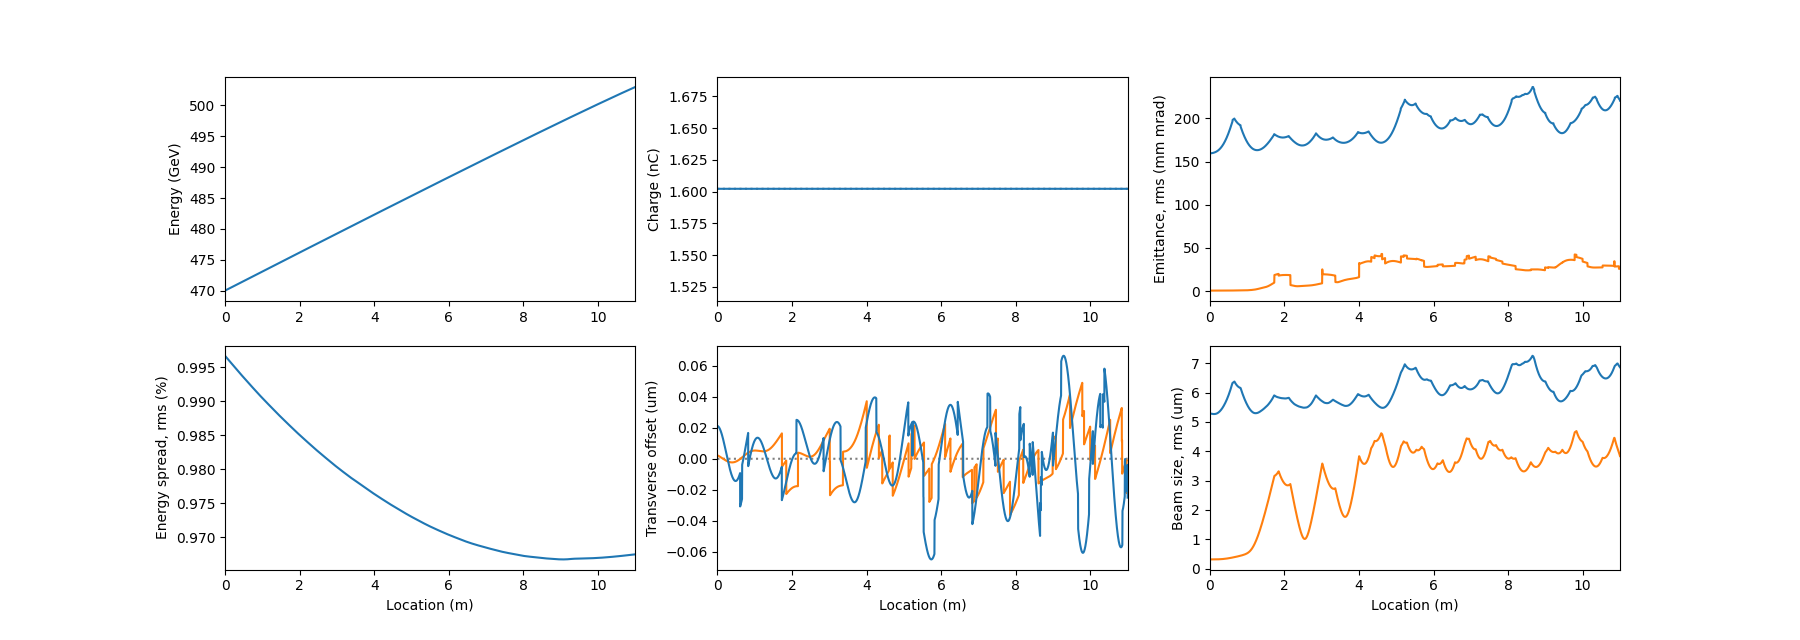 Energy (GeV)
500
495
490
485
480
475
470
0 2 4 6 8 10
Charge (nC)
1.675
1.650
1.625
1.600
1.575
1.550
1.525
0 2 4 6 8 10
Emittance, rms (mm mrad)
200
150
100
50
0
0 2 4 6 8 10
Energy spread, rms (%)
0.995
0.990
0.985
0.980
0.975
0.970
0 2 4 6 8 10
Location (m)
Transverse offset (um)
0.06
0.04
0.02
0.00
−0.02
−0.04
−0.06
0 2 4 6 8 10
Location (m)
Beam size, rms (um)
7
6
5
4
3
2
1
0
0 2 4 6 8 10
Location (m)